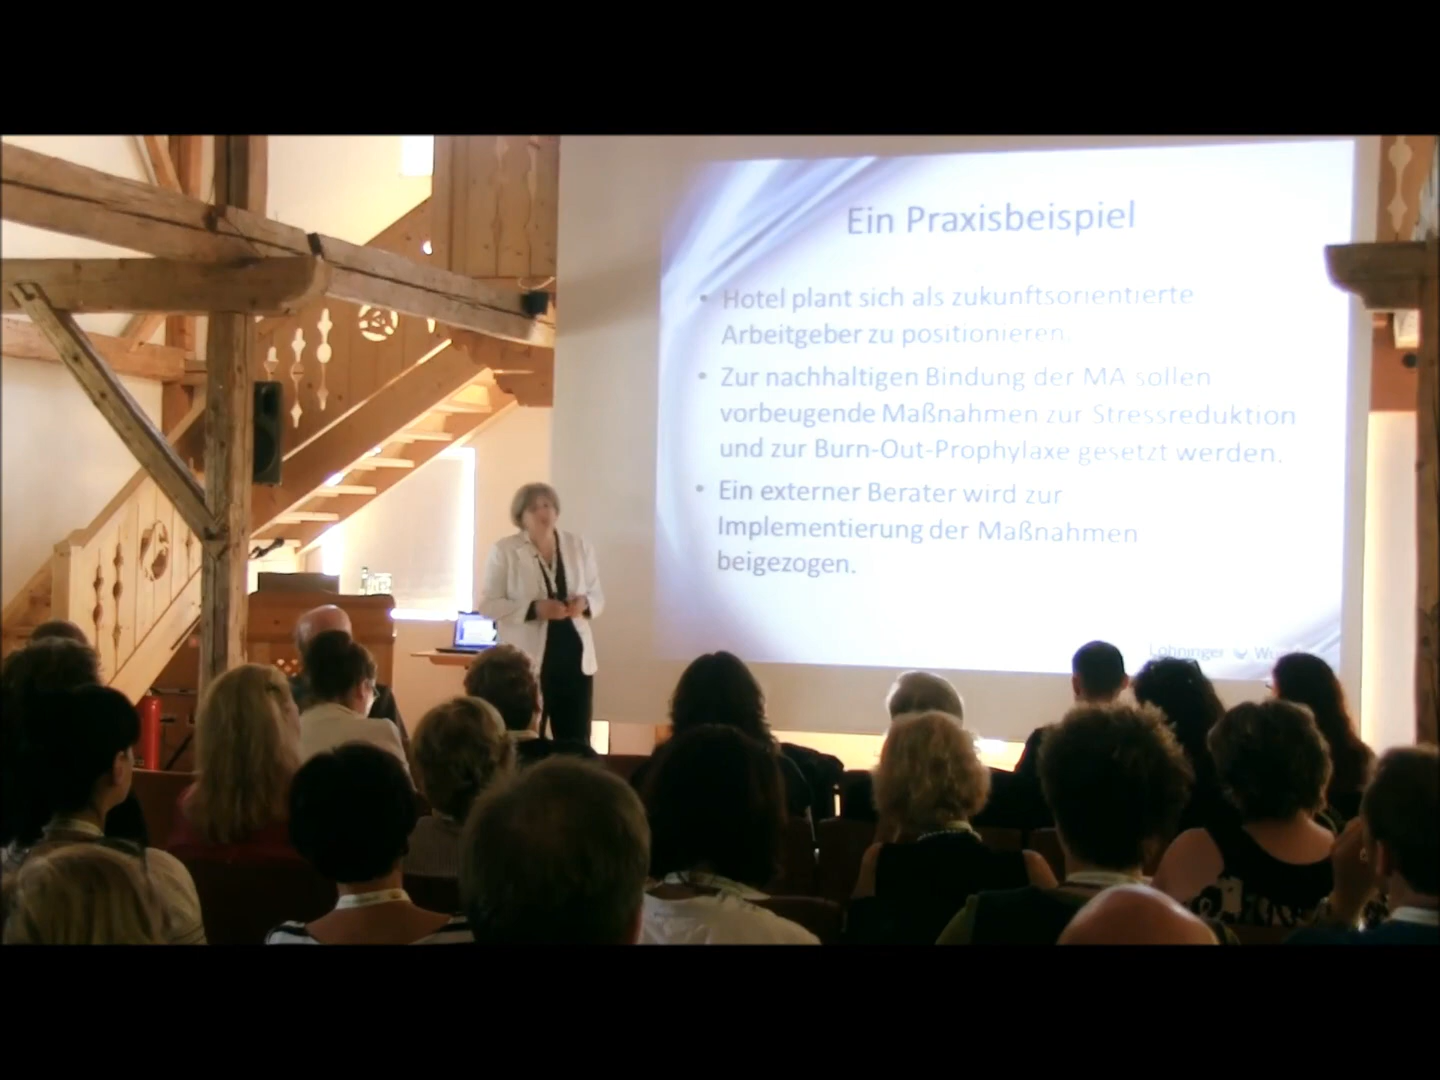 Ein Praxisbeispiel
• Hotel plant sich als zukunftsorientierte
Arbeitgeber zu positionieren.
• Zur nachhaltigen Bindung der MA sollen
vorbeugende Maßnahmen zur Stressreduktion
und zur Burn-Out-Prophylaxe gesetzt werden.
• Ein externer Berater wird zur
Implementierung der Maßnahmen
beigezogen.
Lohninger